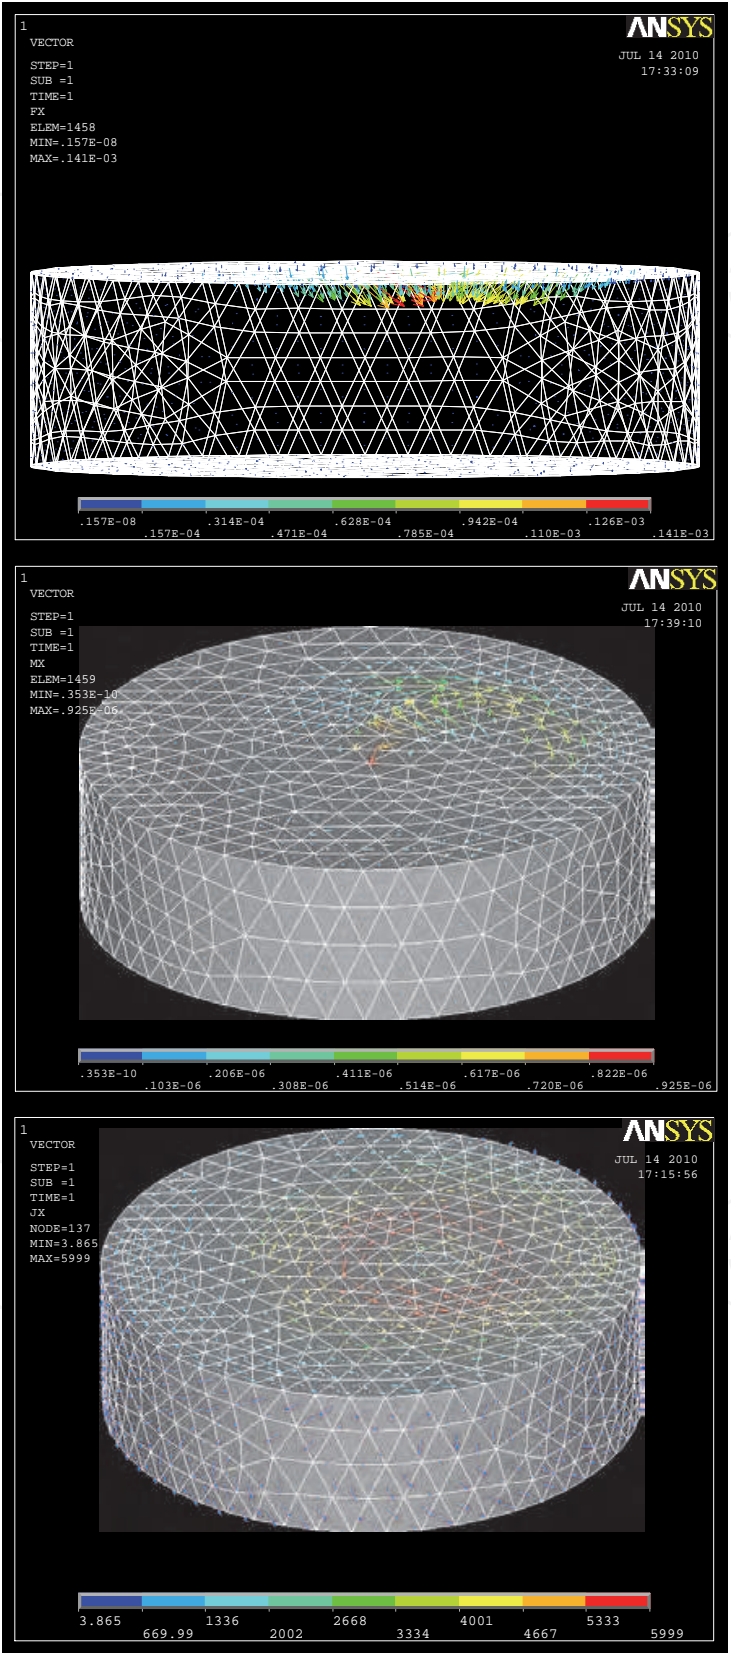 1
ANSYS
VECTOR
JUL 14 2010
17:33:09
STEP=1
SUB =1
TIME=1
FX
ELEM=1458
MIN=.157E-08
MAX=.141E-03
.157E-08 .314E-04 .628E-04 .942E-04 .126E-03
.157E-04 .471E-04 .785E-04 .110E-03 .141E-03
1
ANSYS
VECTOR
JUL 14 2010
17:39:10
STEP=1
SUB =1
TIME=1
MX
ELEM=1459
MIN=.353E-10
MAX=.925E-06
.353E-10 .206E-06 .411E-06 .617E-06 .822E-06
.103E-06 .308E-06 .514E-06 .720E-06 .925E-06
1
ANSYS
VECTOR
JUL 14 2010
17:15:56
STEP=1
SUB =1
TIME=1
JX
NODE=137
MIN=3.865
MAX=5999
3.865 1336 2668 4001 5333
669.99 2002 3334 4667 5999